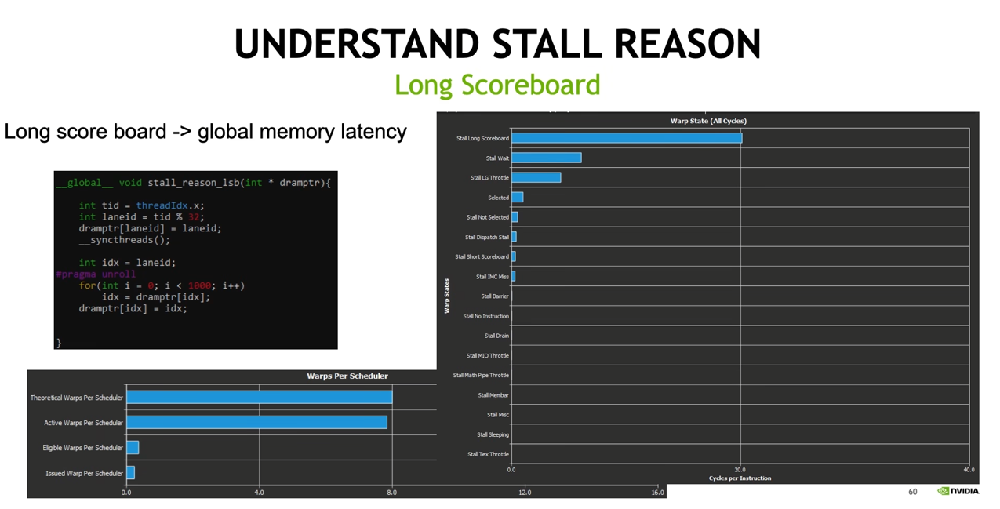 UNDERSTAND STALL REASON
Long Scoreboard
Long score board -> global memory latency
__global__ void stall_reason_lsb(int * dramptr){
int tid = threadIdx.x;
int laneid = tid % 32;
dramptr[laneid] = laneid;
__syncthreads();
int idx = laneid;
#pragma unroll
for(int i = 0; i < 1000; i++)
idx = dramptr[idx];
dramptr[idx] = idx;
}
Warps Per Scheduler
Theoretical Warps Per Scheduler
Active Warps Per Scheduler
Eligible Warps Per Scheduler
Issued Warp Per Scheduler
0.0 4.0 8.0 12.0 16.0
Warp State (All Cycles)
Warp States
Stall Long Scoreboard
Stall Wait
Stall LG Throttle
Selected
Stall Not Selected
Stall Dispatch Stall
Stall Short Scoreboard
Stall IMC Miss
Stall Barrier
Stall No Instruction
Stall Drain
Stall MIO Throttle
Stall Math Pipe Throttle
Stall Membar
Stall Misc
Stall Sleeping
Stall Tex Throttle
0.0 20.0 40.0
Cycles per Instruction
60
NVIDIA.